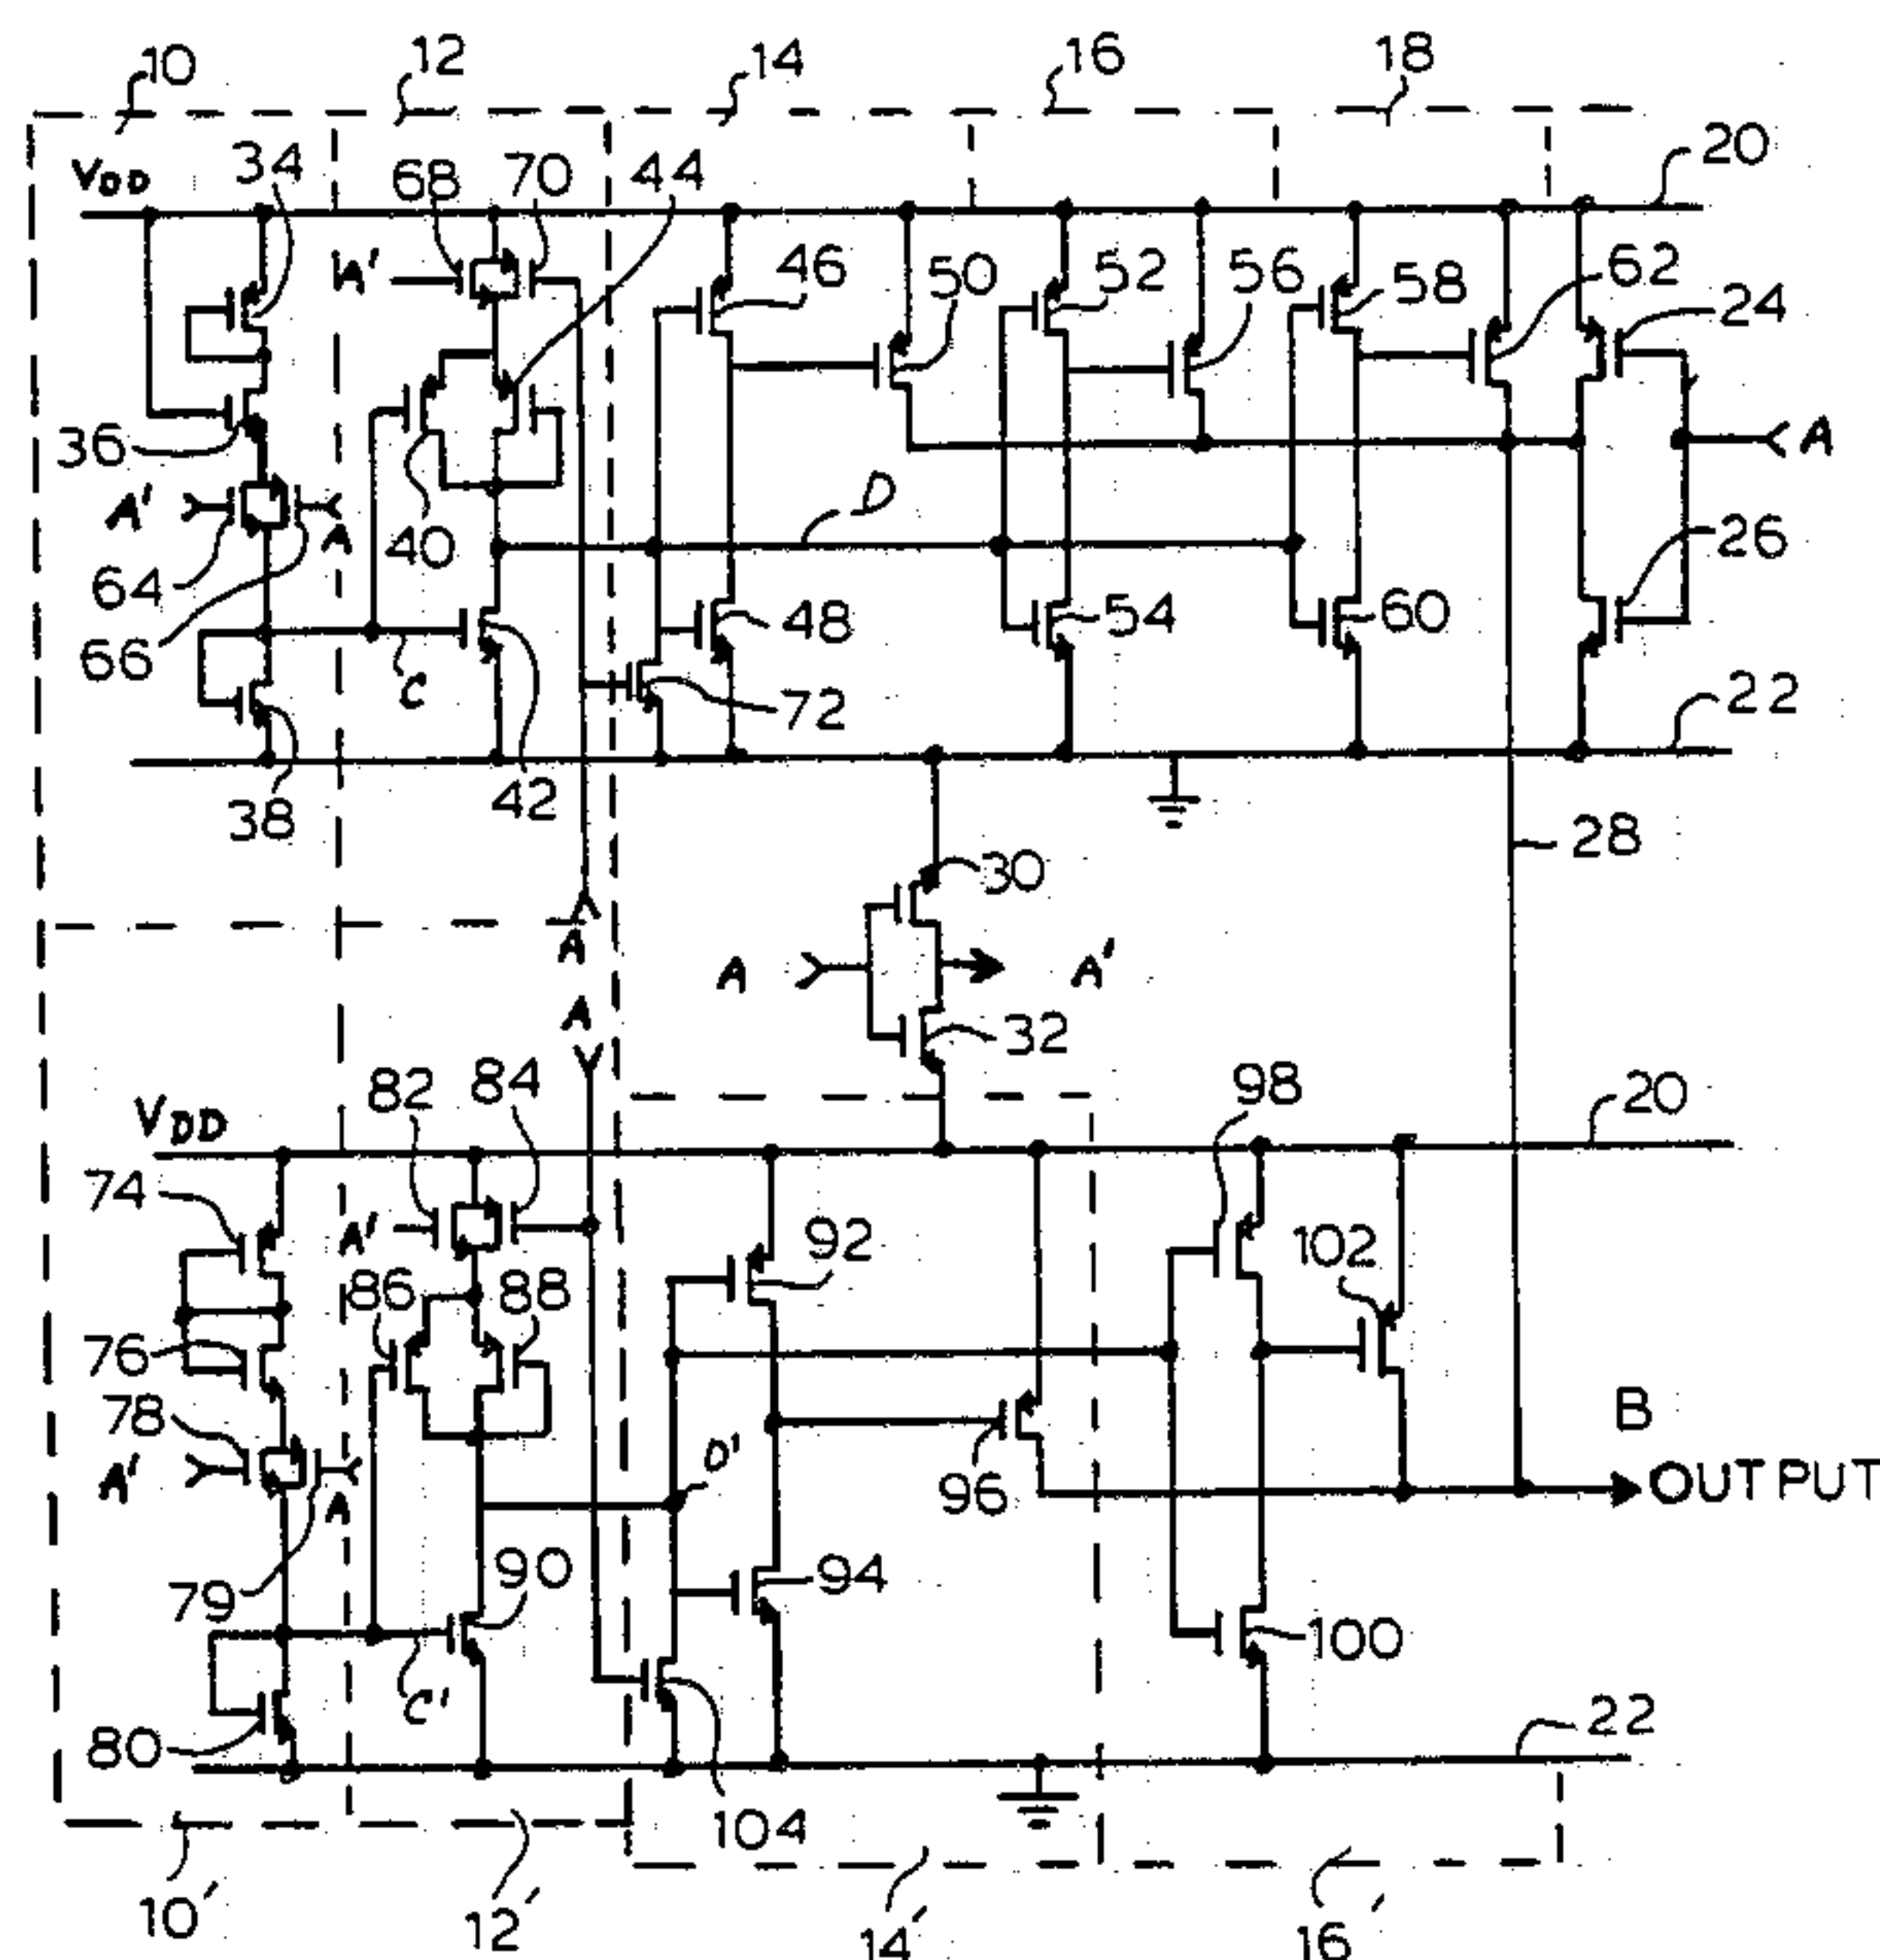 10 12 14 16 18
V_DD 34 68 70 44 20
A' 46 50 52 56 58 62 24
36 A
A' A 40 D
64 26
66 C 48 54 60
72 22
38 42
28
30
A
A A'
A
32
V_DD 82 84 98 20
74
A' 92 102
86 88
76
78 B
A' A D' 96 OUTPUT
79 90 94
100
C'
80 22
104
10' 12' 14' 16'